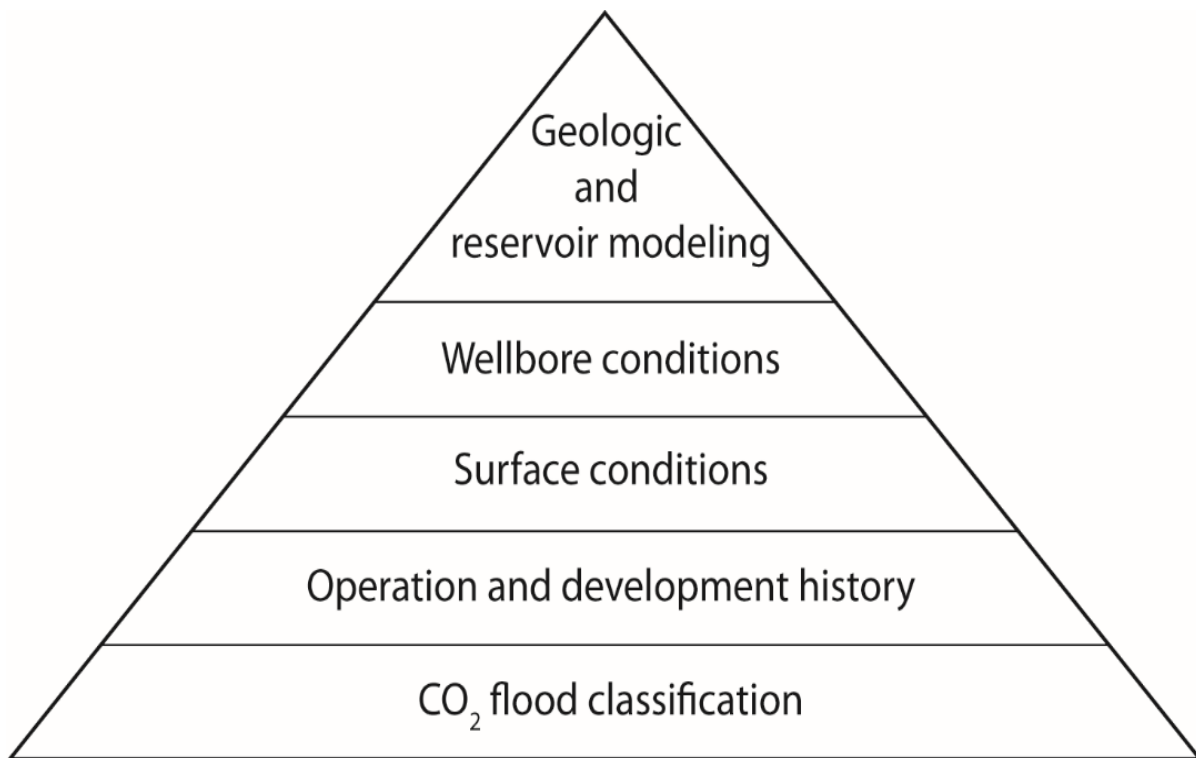 Geologic
and
reservoir modeling
Wellbore conditions
Surface conditions
Operation and development history
CO₂ flood classification